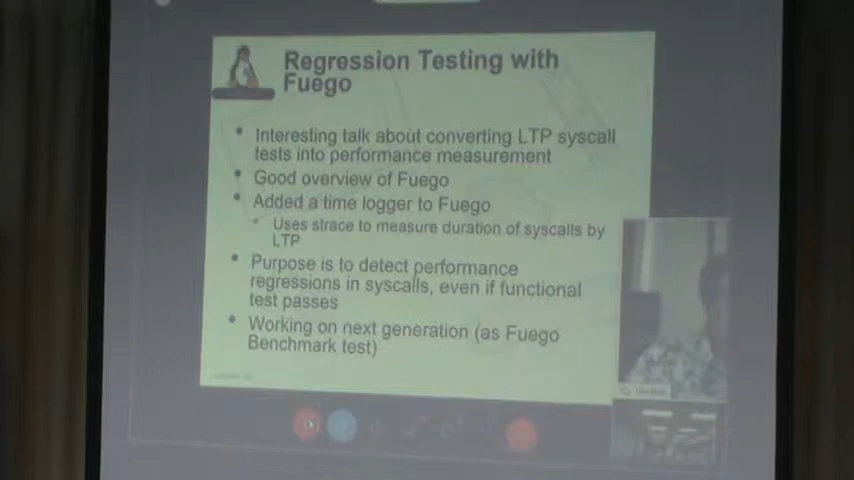 Regression Testing with
Fuego
Interesting talk about converting LTP syscall
tests into performance measurement
Good overview of Fuego
Added a time logger to Fuego
Uses strace to measure duration of syscalls by
LTP
Purpose is to detect performance
regressions in syscalls, even if functional
test passes
Working on next generation (as Fuego
Benchmark test)